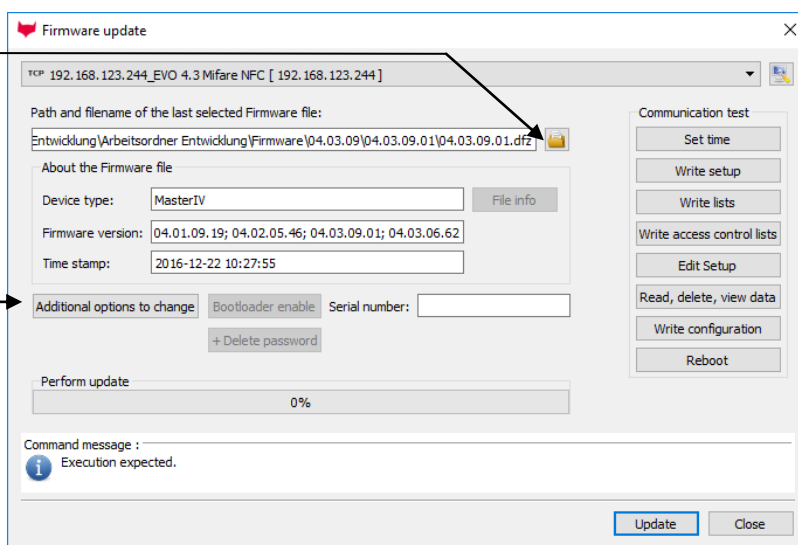 Firmware update
TCP 192.168.123.244_EVO 4.3 Mifare NFC [ 192.168.123.244 ]
Path and filename of the last selected Firmware file:
Entwicklung\Arbeitsordner Entwicklung\Firmware\04.03.09\04.03.09.01\04.03.09.01.dfz
About the Firmware file
Device type: MasterIV File info
Firmware version: 04.01.09.19; 04.02.05.46; 04.03.09.01; 04.03.06.62
Time stamp: 2016-12-22 10:27:55
Additional options to change Bootloader enable Serial number:
+ Delete password
Perform update
0%
Communication test
Set time
Write setup
Write lists
Write access control lists
Edit Setup
Read, delete, view data
Write configuration
Reboot
Command message :
Execution expected.
Update Close